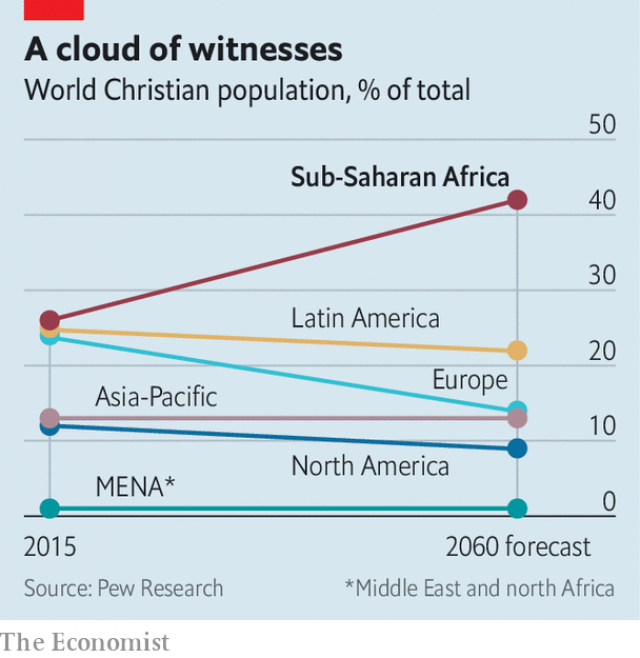 A cloud of witnesses
World Christian population, % of total
50
Sub-Saharan Africa
40
30
Latin America
20
Europe
Asia-Pacific
10
North America
MENA*
0
2015
2060 forecast
Source: Pew Research
*Middle East and north Africa
The Economist